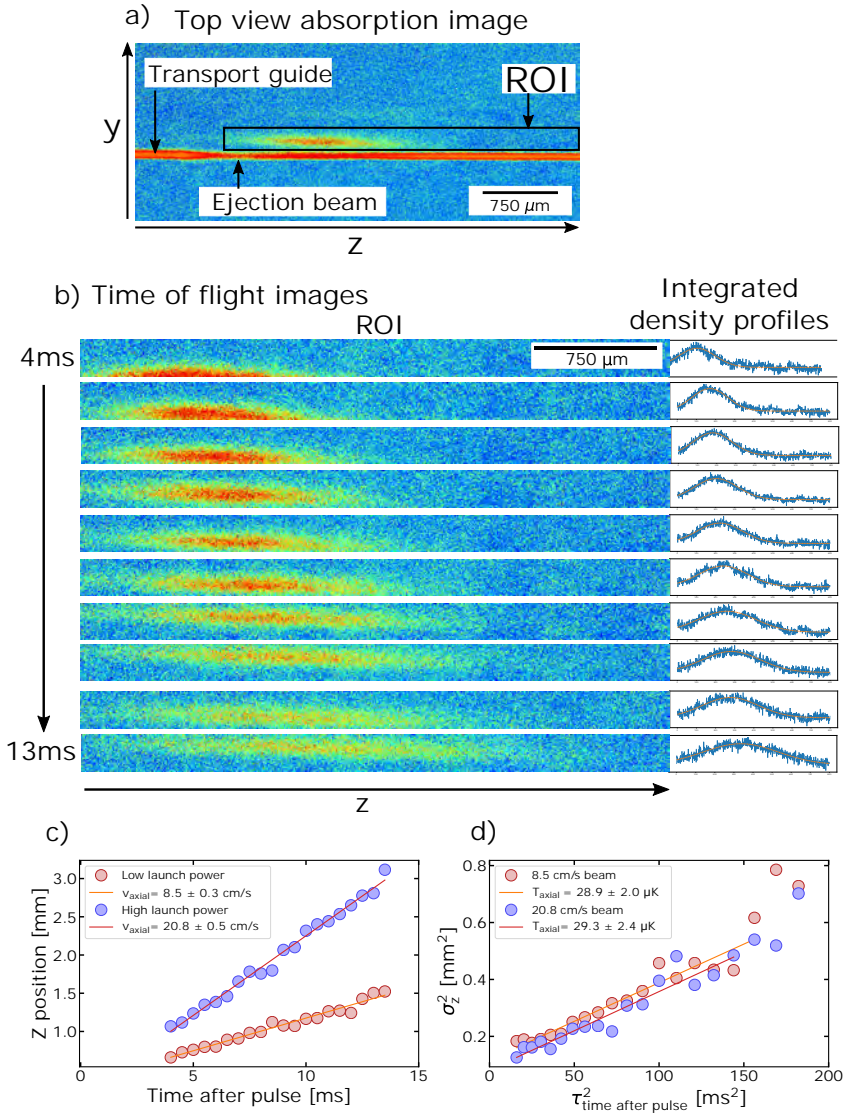 a) Top view absorption image
Transport guide
ROI
y
Ejection beam
750 μm
z
b) Time of flight images
Integrated
density profiles
ROI
4ms
750 μm
13ms
z
c)
d)
Low launch power
v_axial= 8.5 ± 0.3 cm/s
High launch power
v_axial= 20.8 ± 0.5 cm/s
Z position [mm]
3.0
2.5
2.0
1.5
1.0
0
5
10
15
Time after pulse [ms]
8.5 cm/s beam
T_axial= 28.9 ± 2.0 μK
20.8 cm/s beam
T_axial= 29.3 ± 2.4 μK
σ_z^2 [mm²]
0.8
0.6
0.4
0.2
0
50
100
150
200
τ²_time after pulse [ms²]